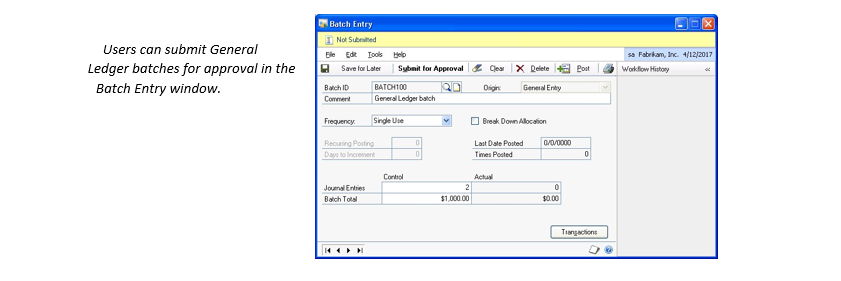 Users can submit General
Ledger batches for approval in the
Batch Entry window.
Batch Entry
Not Submitted
File Edit Tools Help sa Fabrikam, Inc. 4/12/2017
Save for Later Submit for Approval Clear Delete Post Workflow History «
Batch ID BATCH100 Origin: General Entry
Comment General Ledger batch
Frequency: Single Use Break Down Allocation
Recurring Posting 0 Last Date Posted 0/0/0000
Days to Increment 0 Times Posted 0
Control Actual
Journal Entries 2 0
Batch Total $1,000.00 $0.00
Transactions